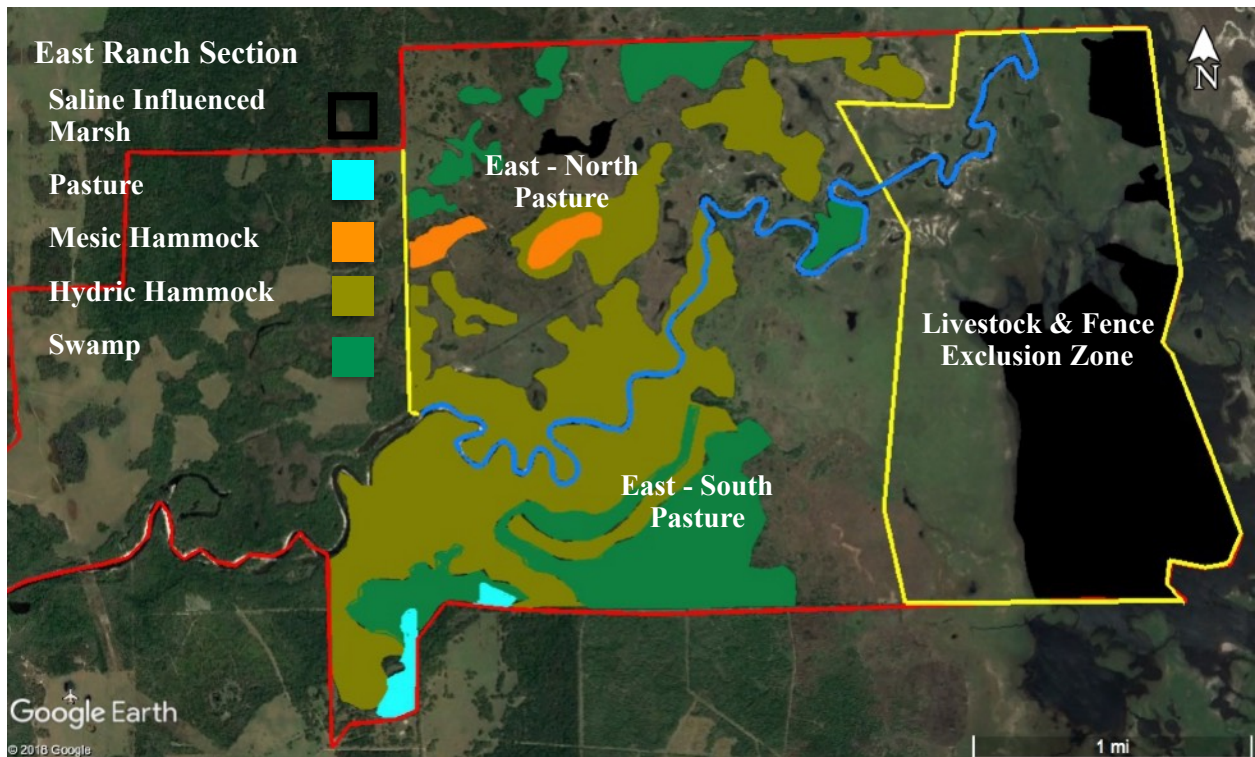 East Ranch Section
Saline Influenced
Marsh
Pasture
Mesic Hammock
Hydric Hammock
Swamp
East - North
Pasture
N
Livestock & Fence
Exclusion Zone
East - South
Pasture
Google Earth
© 2018 Google
1 mi